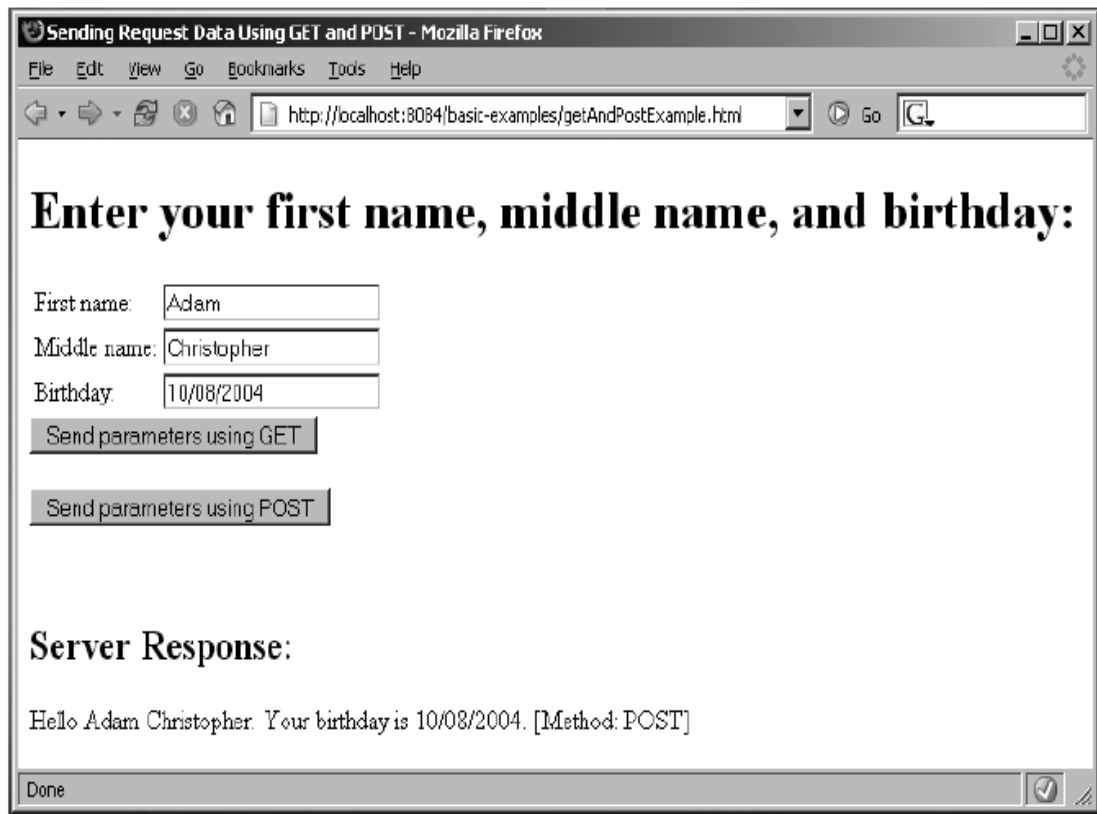 Sending Request Data Using GET and POST - Mozilla Firefox
File Edit View Go Bookmarks Tools Help
http://localhost:8084/basic-examples/getAndPostExample.html Go G
Enter your first name, middle name, and birthday:
First name: Adam
Middle name: Christopher
Birthday: 10/08/2004
Send parameters using GET
Send parameters using POST
Server Response:
Hello Adam Christopher. Your birthday is 10/08/2004. [Method: POST]
Done